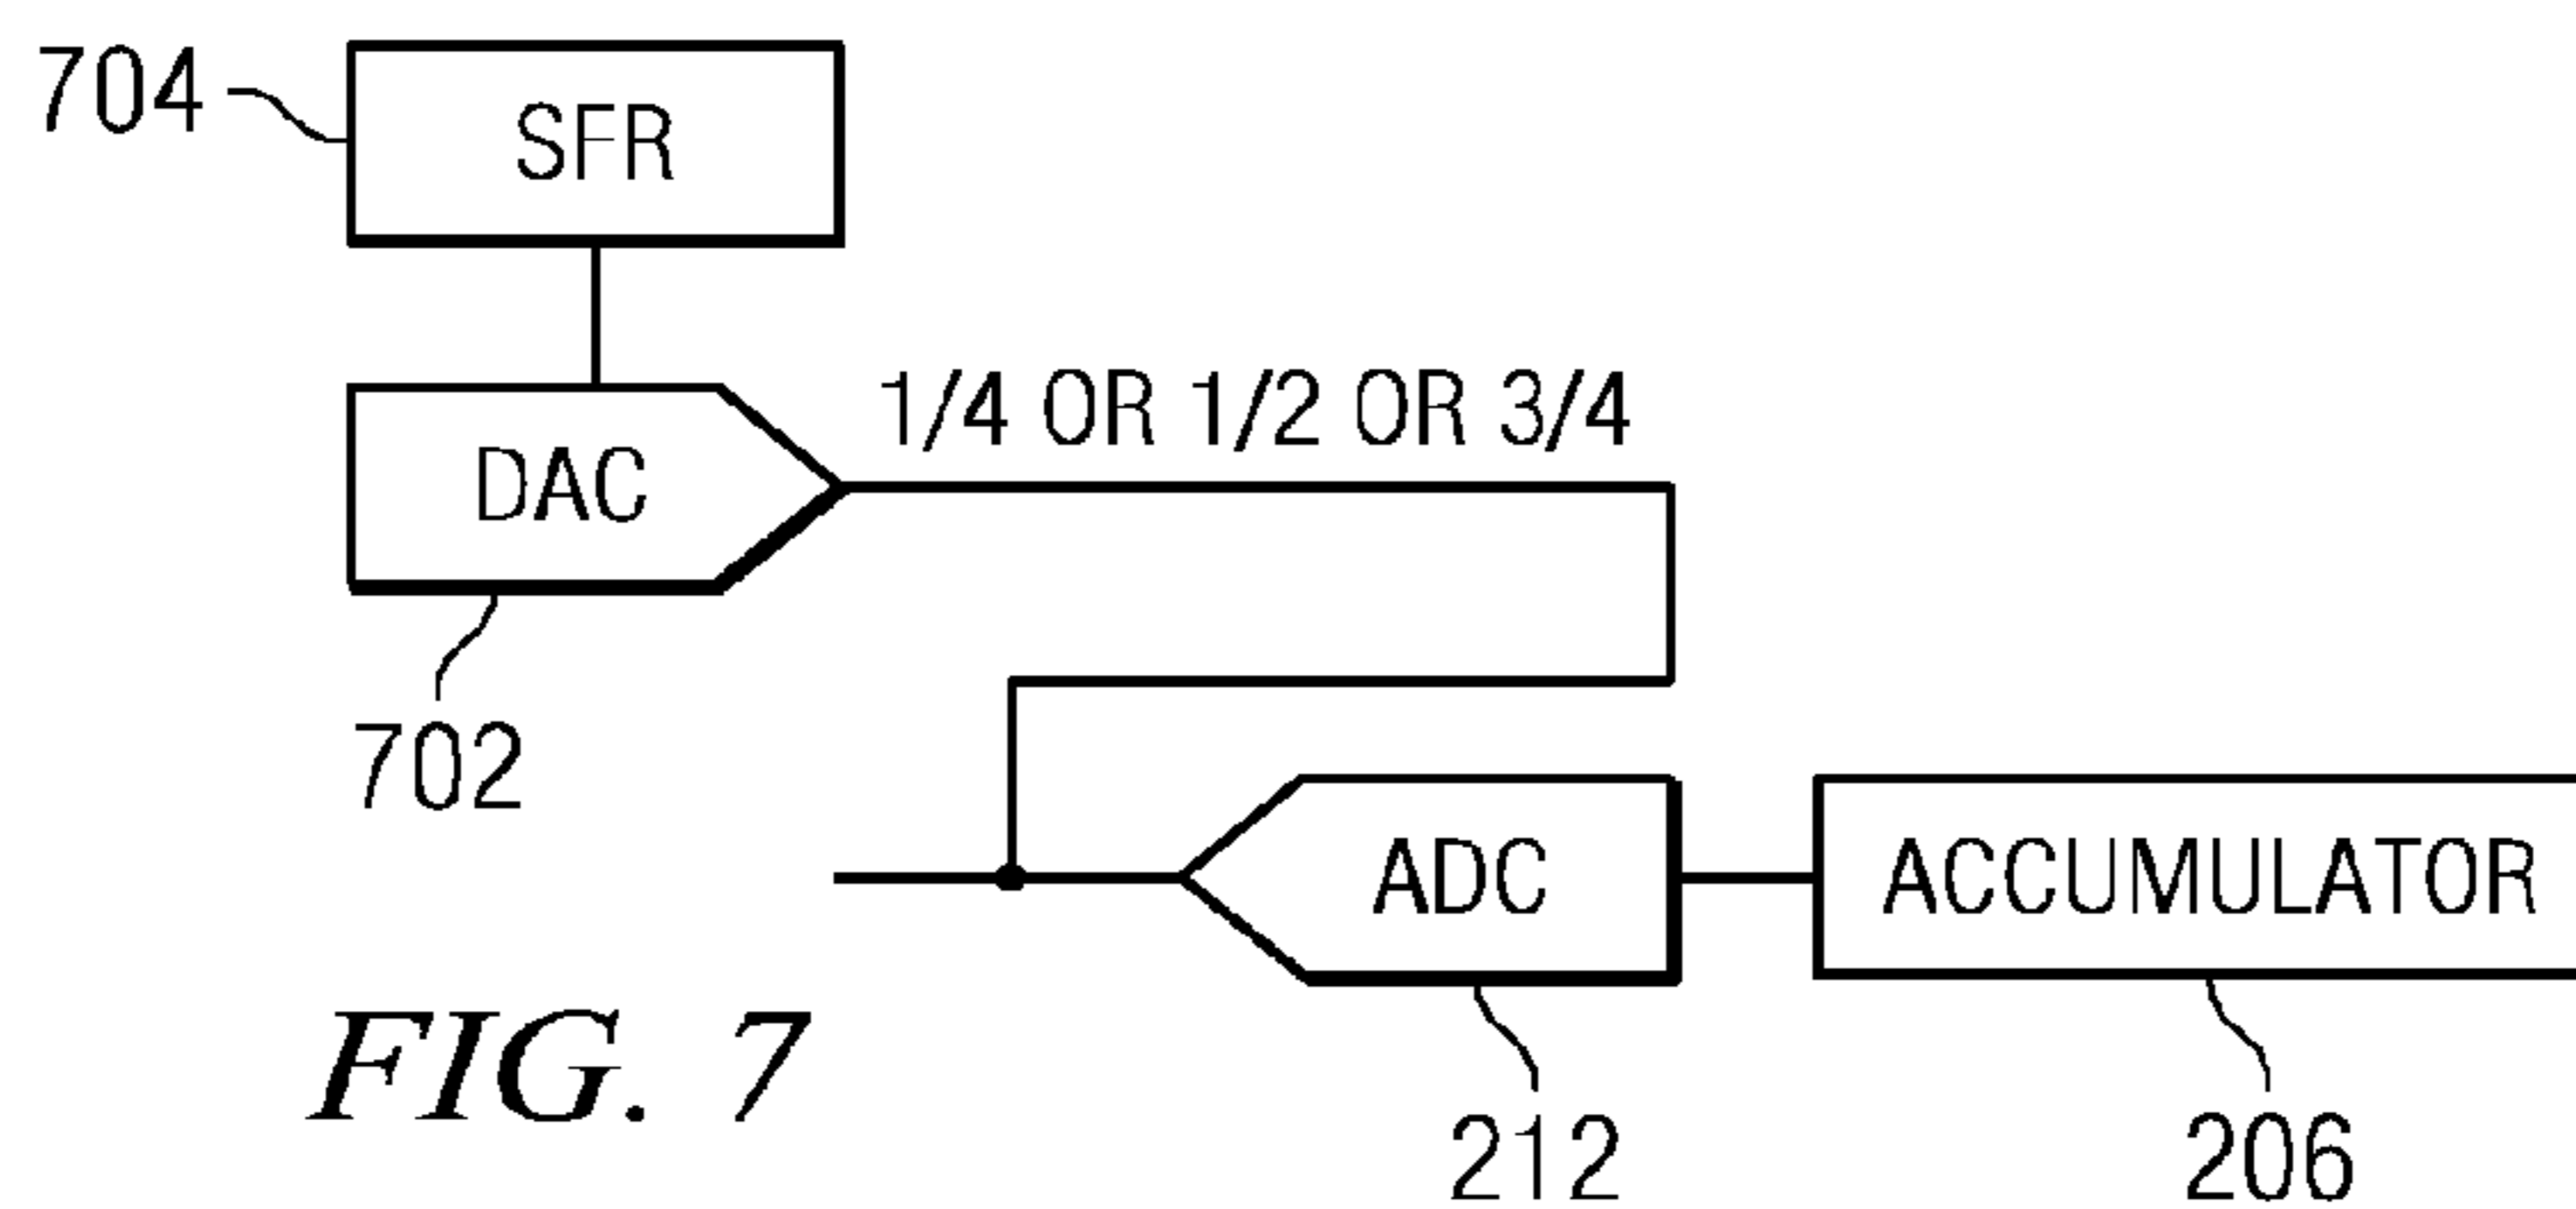 704
SFR
1/4 OR 1/2 OR 3/4
DAC
702
ADC
ACCUMULATOR
FIG. 7
212
206